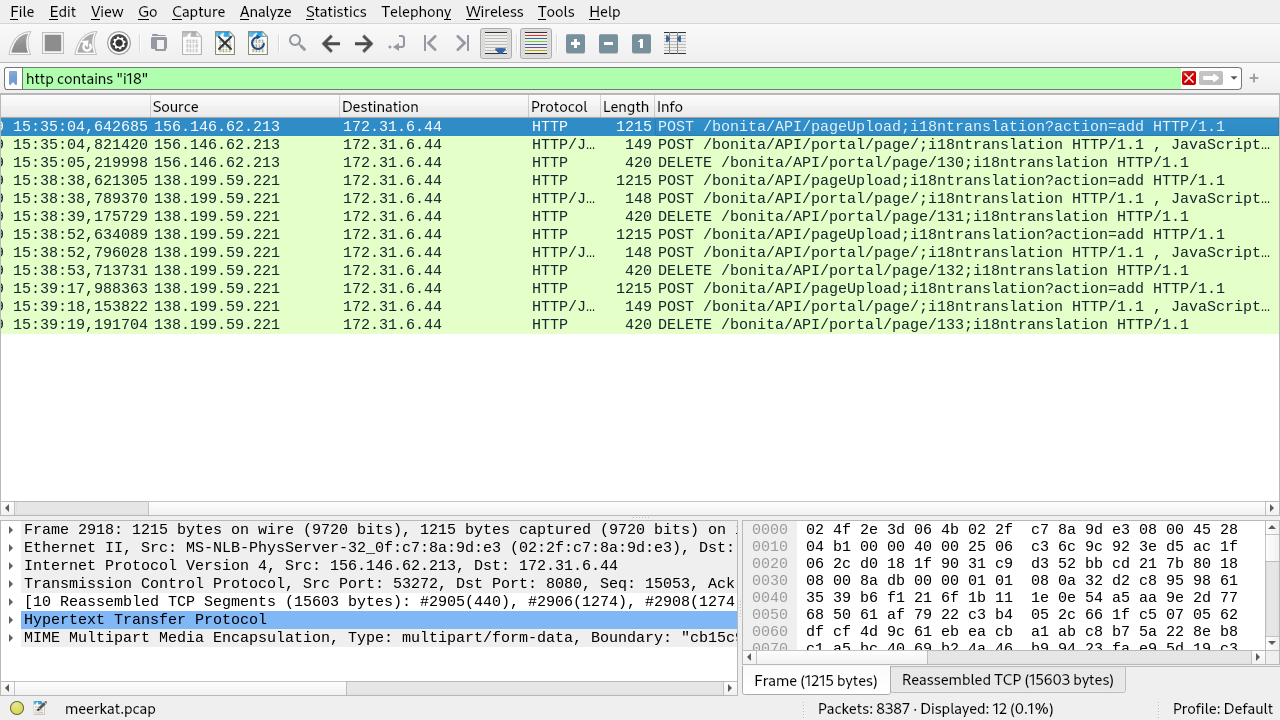 File Edit View Go Capture Analyze Statistics Telephony Wireless Tools Help
http contains "i18"
Source Destination Protocol Length Info
15:35:04,642685 156.146.62.213 172.31.6.44 HTTP 1215 POST /bonita/API/pageUpload;i18ntranslation?action=add HTTP/1.1
15:35:04,821420 156.146.62.213 172.31.6.44 HTTP/J… 149 POST /bonita/API/portal/page/;i18ntranslation HTTP/1.1 , JavaScript…
15:35:05,219998 156.146.62.213 172.31.6.44 HTTP 420 DELETE /bonita/API/portal/page/130;i18ntranslation HTTP/1.1
15:38:38,621305 138.199.59.221 172.31.6.44 HTTP 1215 POST /bonita/API/pageUpload;i18ntranslation?action=add HTTP/1.1
15:38:38,789370 138.199.59.221 172.31.6.44 HTTP/J… 148 POST /bonita/API/portal/page/;i18ntranslation HTTP/1.1 , JavaScript…
15:38:39,175729 138.199.59.221 172.31.6.44 HTTP 420 DELETE /bonita/API/portal/page/131;i18ntranslation HTTP/1.1
15:38:52,634089 138.199.59.221 172.31.6.44 HTTP 1215 POST /bonita/API/pageUpload;i18ntranslation?action=add HTTP/1.1
15:38:52,796028 138.199.59.221 172.31.6.44 HTTP/J… 148 POST /bonita/API/portal/page/;i18ntranslation HTTP/1.1 , JavaScript…
15:38:53,713731 138.199.59.221 172.31.6.44 HTTP 420 DELETE /bonita/API/portal/page/132;i18ntranslation HTTP/1.1
15:39:17,988363 138.199.59.221 172.31.6.44 HTTP 1215 POST /bonita/API/pageUpload;i18ntranslation?action=add HTTP/1.1
15:39:18,153822 138.199.59.221 172.31.6.44 HTTP/J… 149 POST /bonita/API/portal/page/;i18ntranslation HTTP/1.1 , JavaScript…
15:39:19,191704 138.199.59.221 172.31.6.44 HTTP 420 DELETE /bonita/API/portal/page/133;i18ntranslation HTTP/1.1
Frame 2918: 1215 bytes on wire (9720 bits), 1215 bytes captured (9720 bits) on
Ethernet II, Src: MS-NLB-PhysServer-32_0f:c7:8a:9d:e3 (02:2f:c7:8a:9d:e3), Dst:
Internet Protocol Version 4, Src: 156.146.62.213, Dst: 172.31.6.44
Transmission Control Protocol, Src Port: 53272, Dst Port: 8080, Seq: 15053, Ack
[10 Reassembled TCP Segments (15603 bytes): #2905(440), #2906(1274), #2908(1274
Hypertext Transfer Protocol
MIME Multipart Media Encapsulation, Type: multipart/form-data, Boundary: "cb15c9
0000 02 4f 2e 3d 06 4b 02 2f c7 8a 9d e3 08 00 45 28
0010 04 b1 00 00 40 00 25 06 c3 6c 9c 92 3e d5 ac 1f
0020 06 2c d0 18 1f 90 31 c9 d3 52 bb cd 21 7b 80 18
0030 08 00 8a db 00 00 01 01 08 0a 32 d2 c8 95 98 61
0040 35 39 b6 f1 21 6f 1b 11 1e 0e 54 a5 aa 9e 2d 77
0050 68 50 61 af 79 22 c3 b4 05 2c 66 1f c5 07 05 62
0060 df cf 4d 9c 61 eb ea cb a1 ab c8 b7 5a 22 8e b8
0070 c1 a5 bc 40 69 b2 4a 46 b9 94 23 fa e9 5d 19 c3
Frame (1215 bytes) Reassembled TCP (15603 bytes)
meerkat.pcap Packets: 8387 · Displayed: 12 (0.1%) Profile: Default